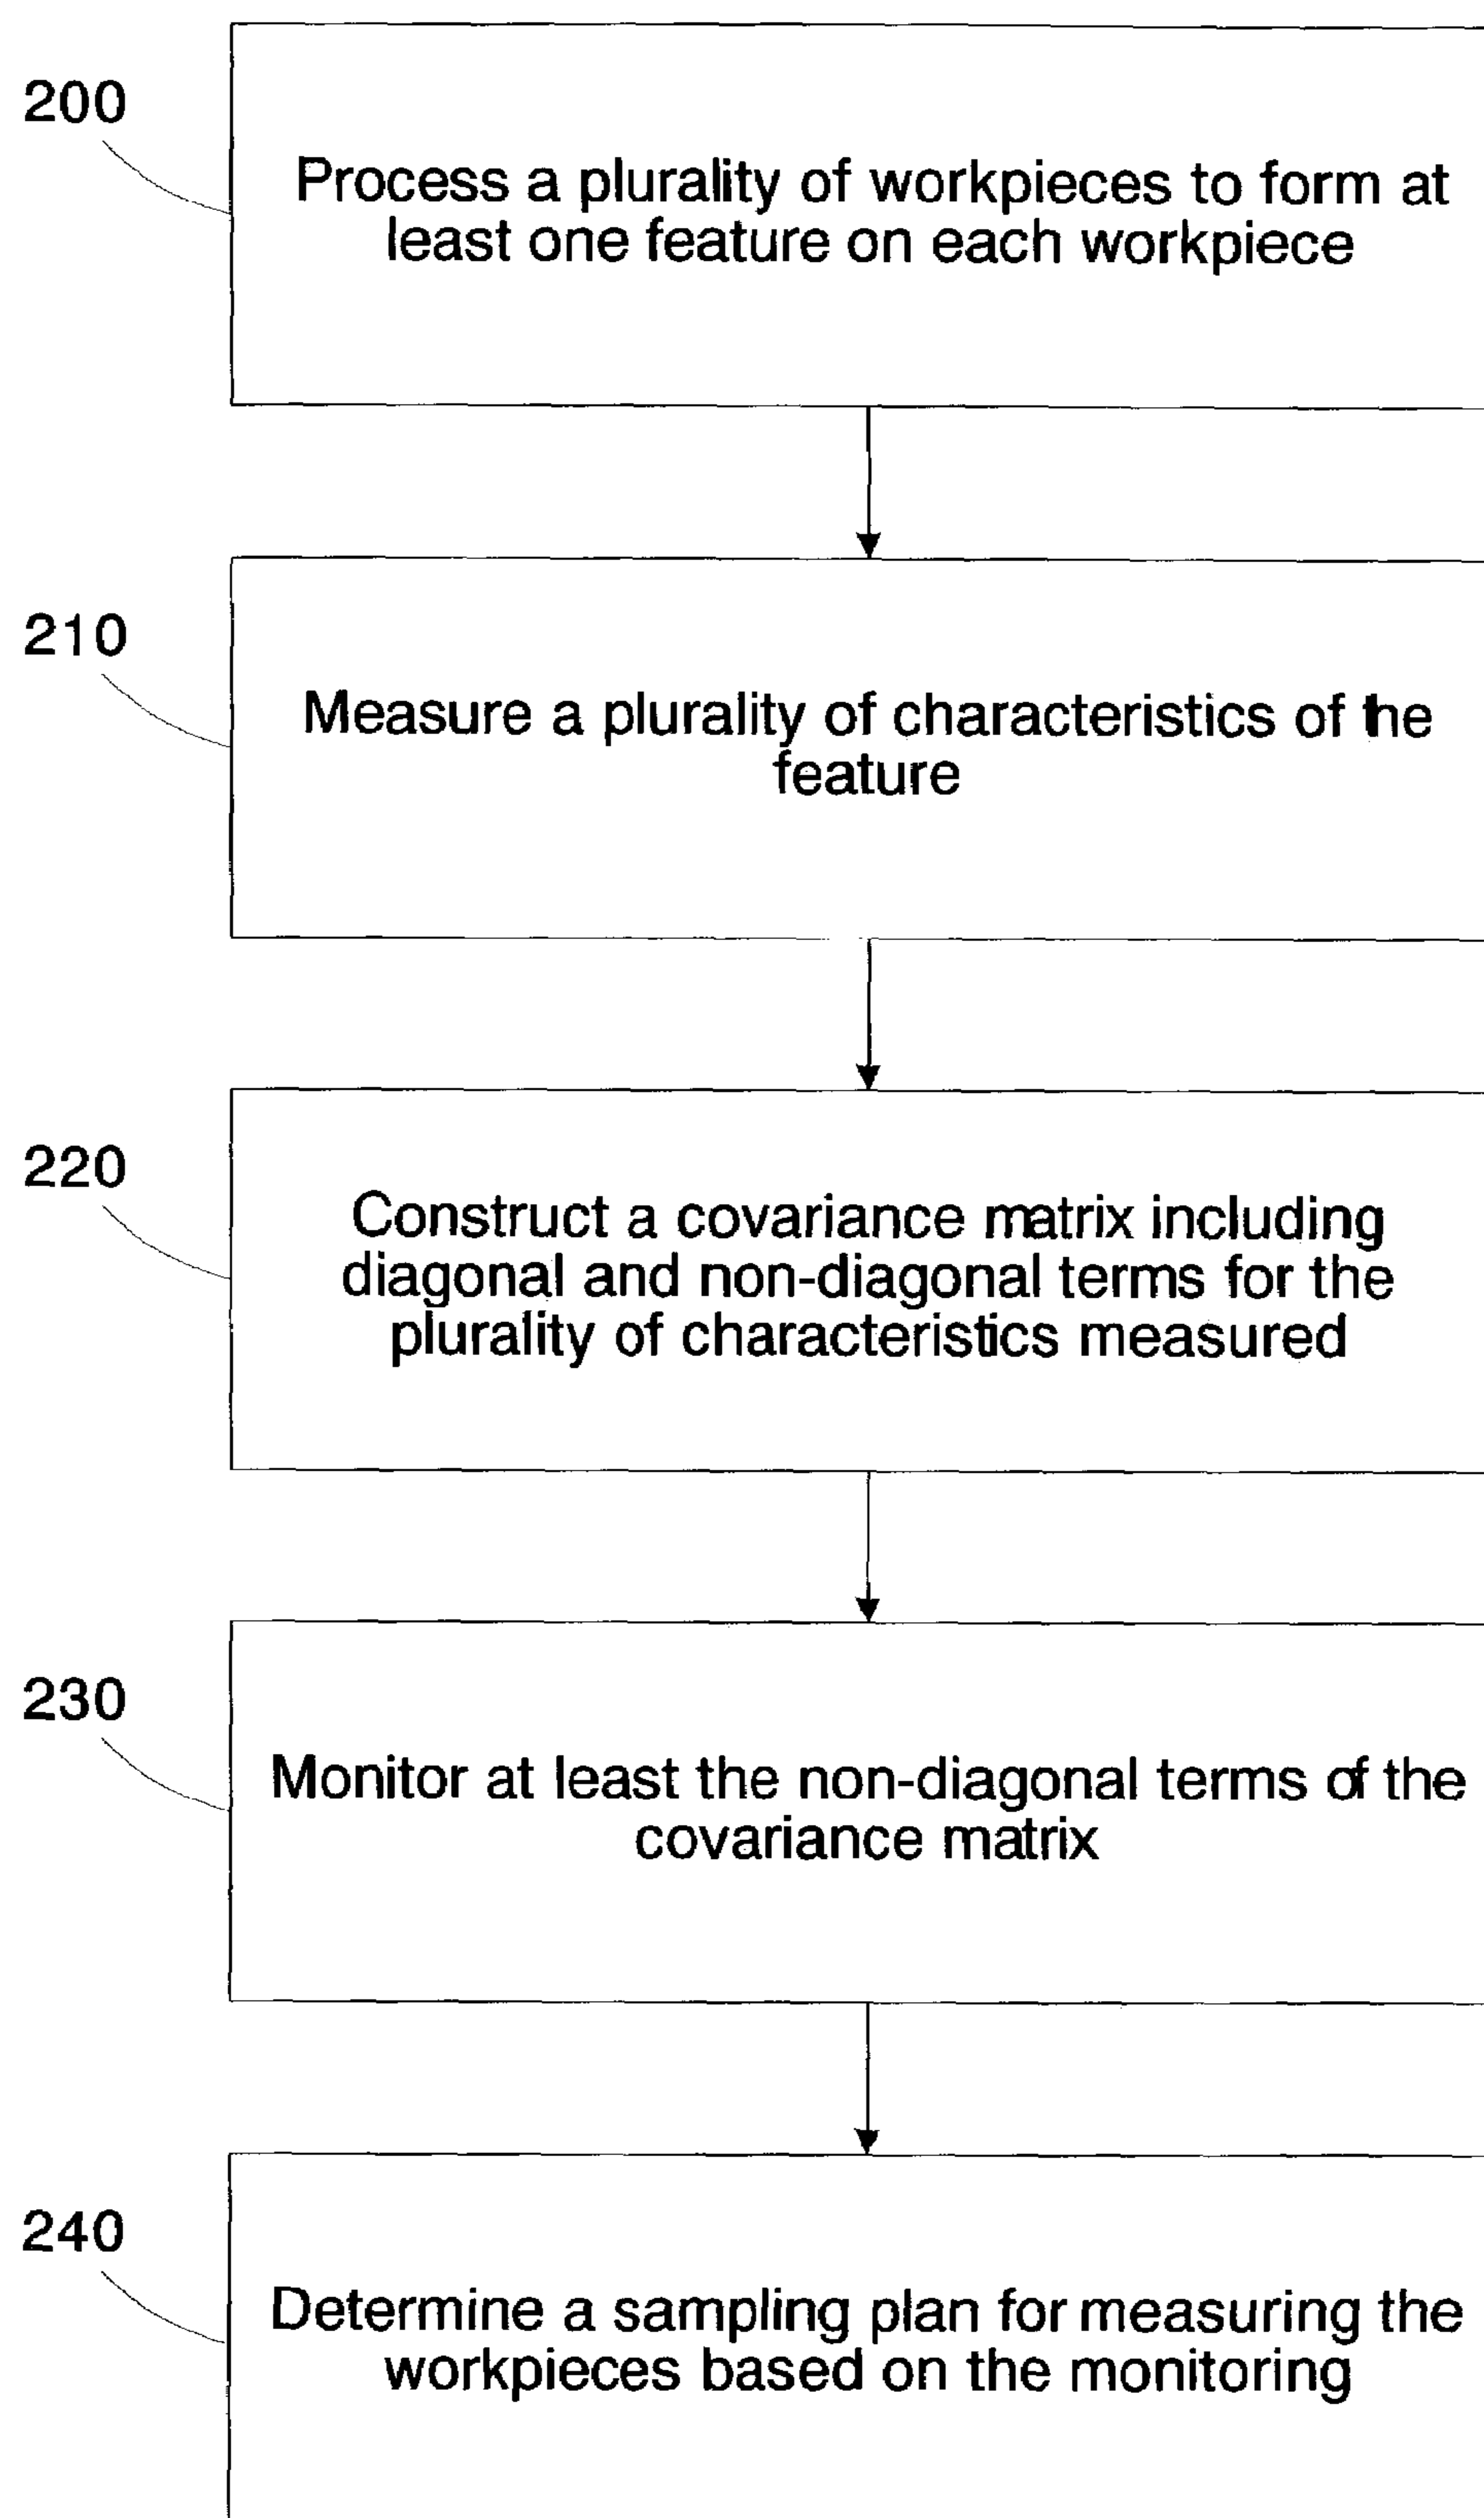 200
Process a plurality of workpieces to form at
least one feature on each workpiece
210
Measure a plurality of characteristics of the
feature
220
Construct a covariance matrix including
diagonal and non-diagonal terms for the
plurality of characteristics measured
230
Monitor at least the non-diagonal terms of the
covariance matrix
240
Determine a sampling plan for measuring the
workpieces based on the monitoring